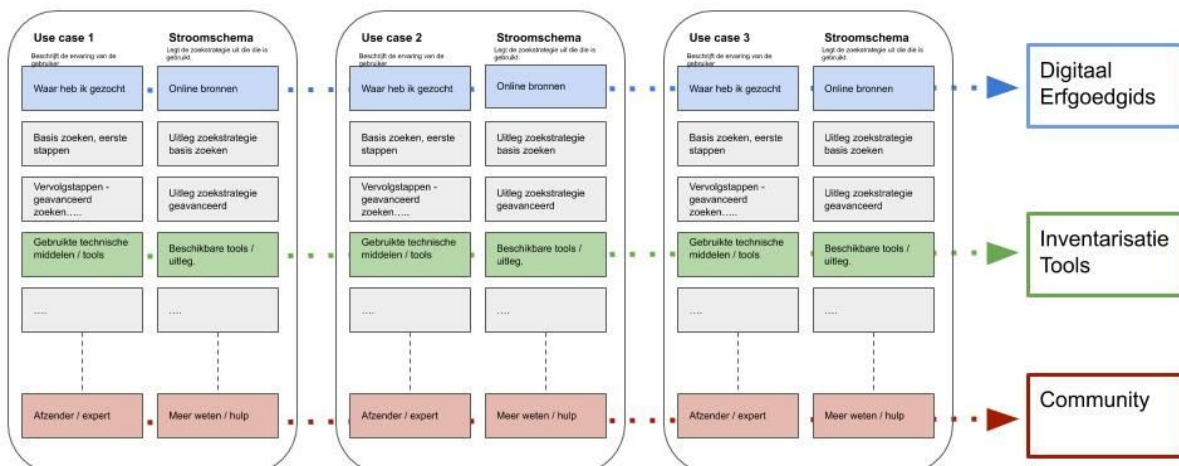 Use case 1
Beschrijft de ervaring van de
gebruiker
Waar heb ik gezocht
Basis zoeken, eerste
stappen
Vervolgstappen -
geavanceerd
zoeken…..
Gebruikte technische
middelen / tools
….
Afzender / expert
Stroomschema
Legt de zoekstrategie uit die die is
gebruikt.
Online bronnen
Uitleg zoekstrategie
basis zoeken
Uitleg zoekstrategie
geavanceerd
Beschikbare tools /
uitleg.
….
Meer weten / hulp
Use case 2
Beschrijft de ervaring van de
gebruiker
Waar heb ik gezocht
Basis zoeken, eerste
stappen
Vervolgstappen -
geavanceerd
zoeken…..
Gebruikte technische
middelen / tools
….
Afzender / expert
Stroomschema
Legt de zoekstrategie uit die die is
gebruikt.
Online bronnen
Uitleg zoekstrategie
basis zoeken
Uitleg zoekstrategie
geavanceerd
Beschikbare tools /
uitleg.
….
Meer weten / hulp
Use case 3
Beschrijft de ervaring van de
gebruiker
Waar heb ik gezocht
Basis zoeken, eerste
stappen
Vervolgstappen -
geavanceerd
zoeken…..
Gebruikte technische
middelen / tools
….
Afzender / expert
Stroomschema
Legt de zoekstrategie uit die die is
gebruikt.
Online bronnen
Uitleg zoekstrategie
basis zoeken
Uitleg zoekstrategie
geavanceerd
Beschikbare tools /
uitleg.
….
Meer weten / hulp
Digitaal
Erfgoedgids
Inventarisatie
Tools
Community